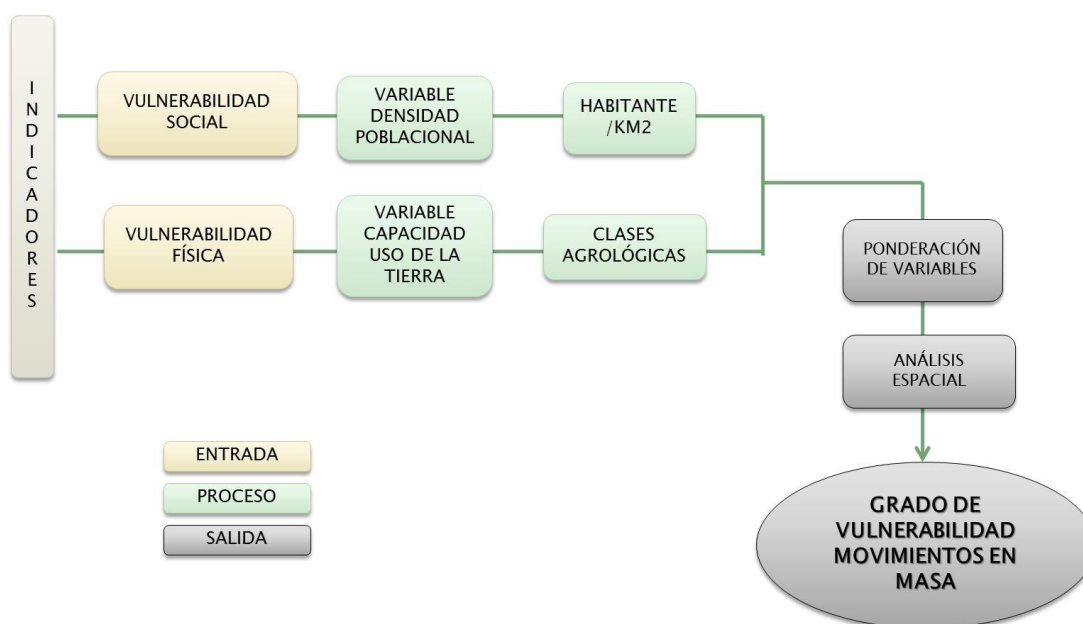 INDICADORES
VULNERABILIDAD
SOCIAL
VARIABLE
DENSIDAD
POBLACIONAL
HABITANTE
/KM2
VULNERABILIDAD
FÍSICA
VARIABLE
CAPACIDAD
USO DE LA
TIERRA
CLASES
AGROLÓGICAS
PONDERACIÓN
DE VARIABLES
ANÁLISIS
ESPACIAL
GRADO DE
VULNERABILIDAD
MOVIMIENTOS EN
MASA
ENTRADA
PROCESO
SALIDA